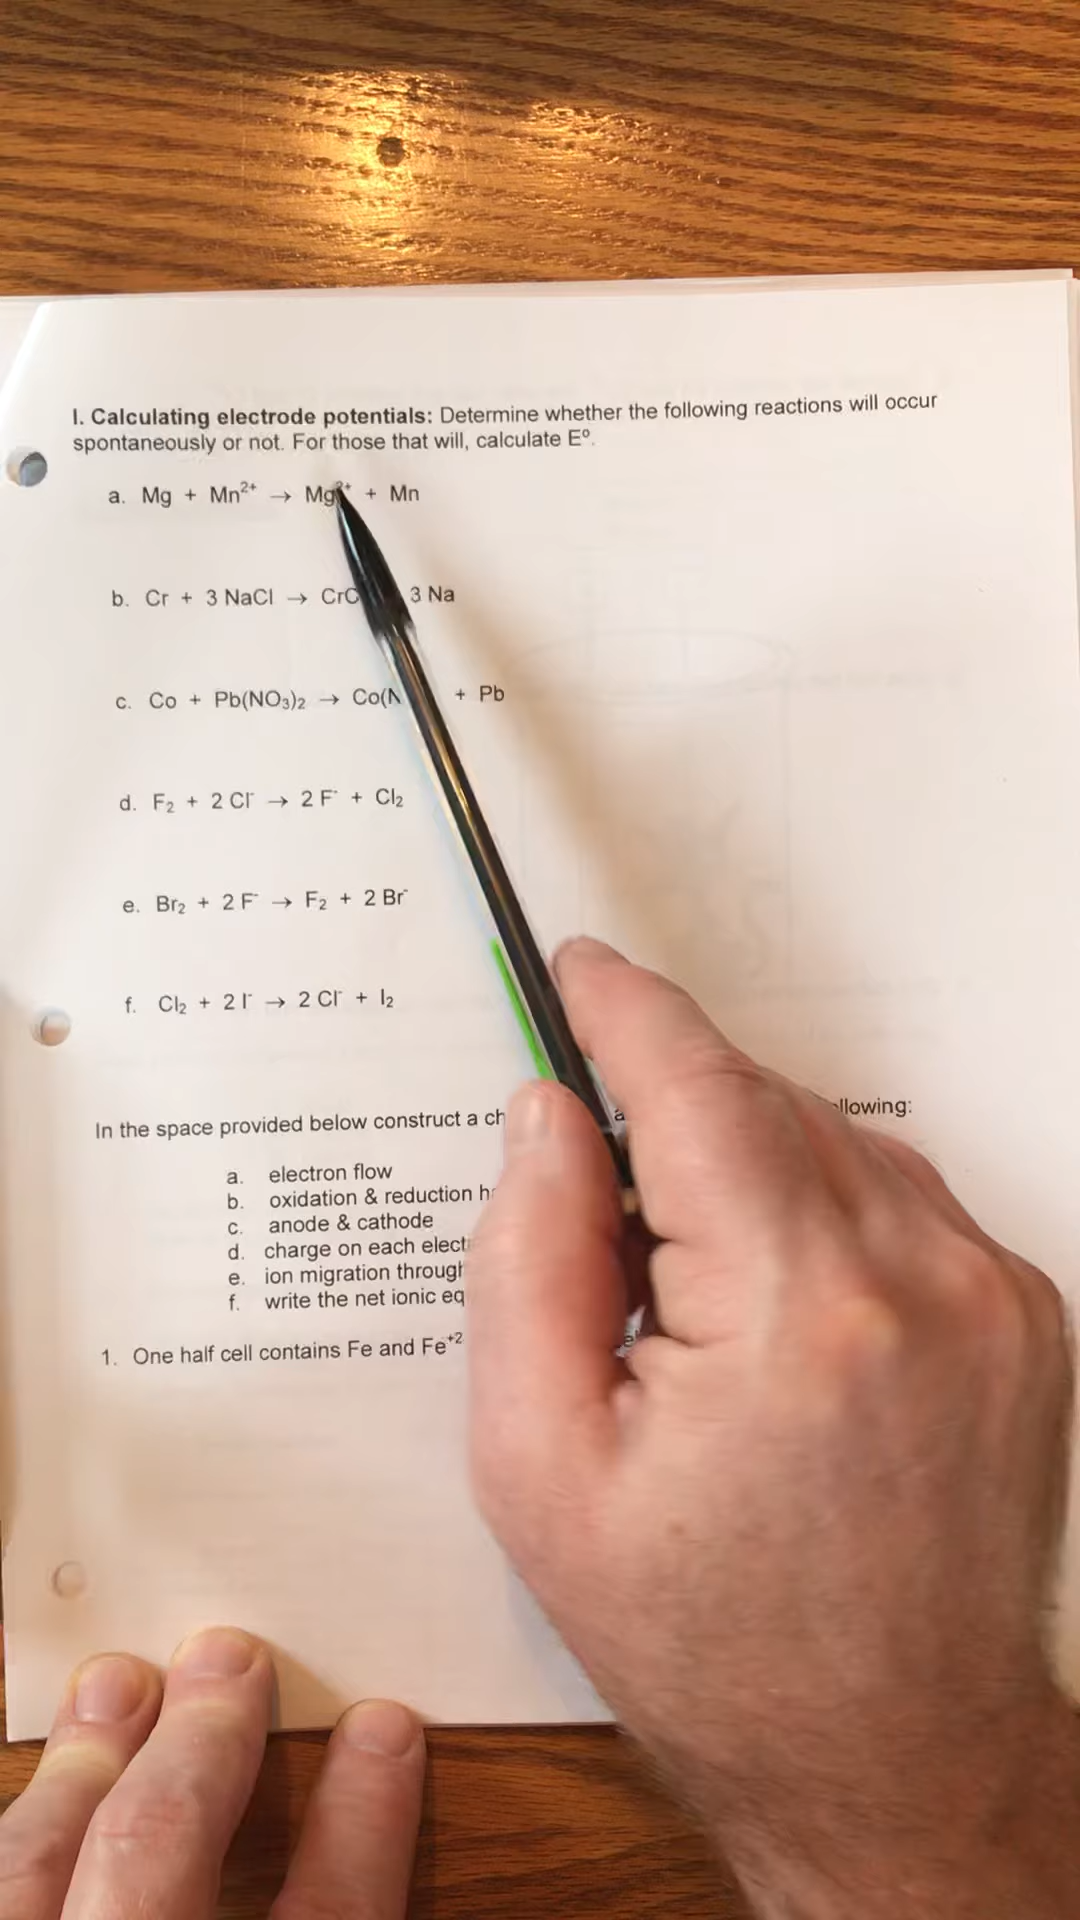 I. Calculating electrode potentials: Determine whether the following reactions will occur
spontaneously or not. For those that will, calculate Eº.
a. Mg + Mn²⁺ → Mg²⁺ + Mn
b. Cr + 3 NaCl → CrC 3 Na
c. Co + Pb(NO₃)₂ → Co(N + Pb
d. F₂ + 2 Cl⁻ → 2 F⁻ + Cl₂
e. Br₂ + 2 F⁻ → F₂ + 2 Br⁻
f. Cl₂ + 2 I⁻ → 2 Cl⁻ + I₂
In the space provided below construct a
a. electron flow
b. oxidation & reduction
c. anode & cathode
d. charge on each
e. ion migration
f. write the net ionic
1. One half cell contains Fe and Fe⁺²